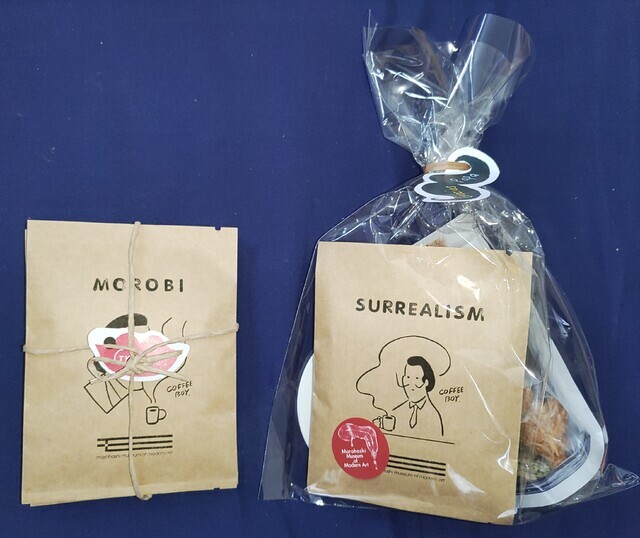 MOROBI
COFFEE
BOY.
SURREALISM
COFFEE
BOY.
Morohashi
Museum
of
Modern Art